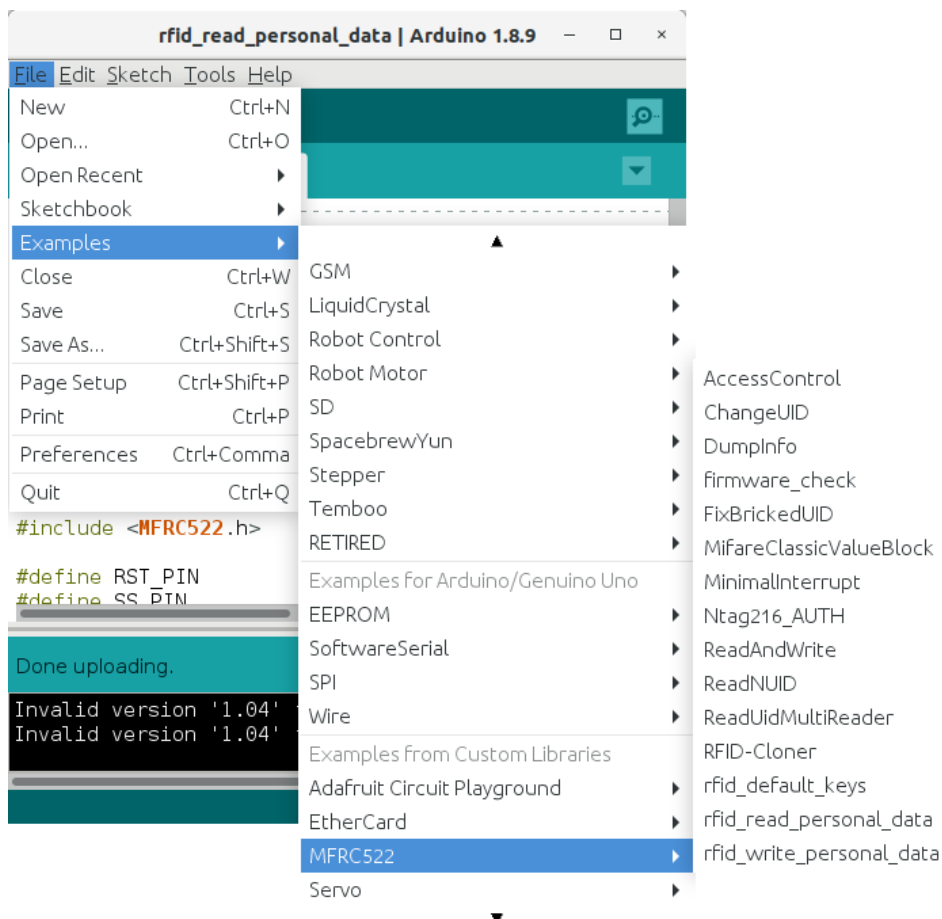 rfid_read_personal_data | Arduino 1.8.9
File Edit Sketch Tools Help
New Ctrl+N
Open... Ctrl+O
Open Recent
Sketchbook
Examples
Close Ctrl+W
Save Ctrl+S
Save As... Ctrl+Shift+S
Page Setup Ctrl+Shift+P
Print Ctrl+P
Preferences Ctrl+Comma
Quit Ctrl+Q
#include <MFRC522.h>
#define RST_PIN
#define SS_PIN
Done uploading.
Invalid version '1.04'
Invalid version '1.04'
GSM
LiquidCrystal
Robot Control
Robot Motor
SD
SpacebrewYun
Stepper
Temboo
RETIRED
Examples for Arduino/Genuino Uno
EEPROM
SoftwareSerial
SPI
Wire
Examples from Custom Libraries
Adafruit Circuit Playground
EtherCard
MFRC522
Servo
AccessControl
ChangeUID
DumpInfo
firmware_check
FixBrickedUID
MifareClassicValueBlock
MinimalInterrupt
Ntag216_AUTH
ReadAndWrite
ReadNUID
ReadUidMultiReader
RFID-Cloner
rfid_default_keys
rfid_read_personal_data
rfid_write_personal_data